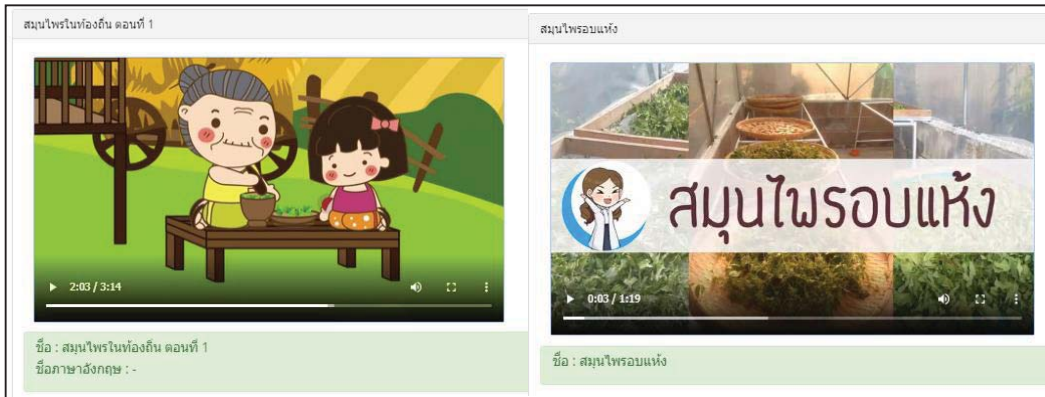 สมุนไพรในท้องถิ่น ตอนที่ 1
2:03 / 3:14
ชื่อ : สมุนไพรในท้องถิ่น ตอนที่ 1
ชื่อภาษาอังกฤษ : -
สมุนไพรอบแห้ง
สมุนไพรอบแห้ง
0:03 / 1:19
ชื่อ : สมุนไพรอบแห้ง